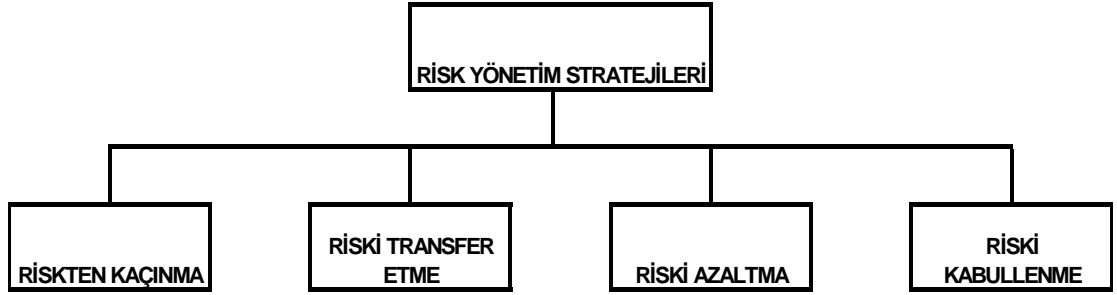 RİSK YÖNETİM STRATEJİLERİ
RİSKTEN KAÇINMA
RİSKİ TRANSFER
ETME
RİSKİ AZALTMA
RİSKİ
KABULLENME